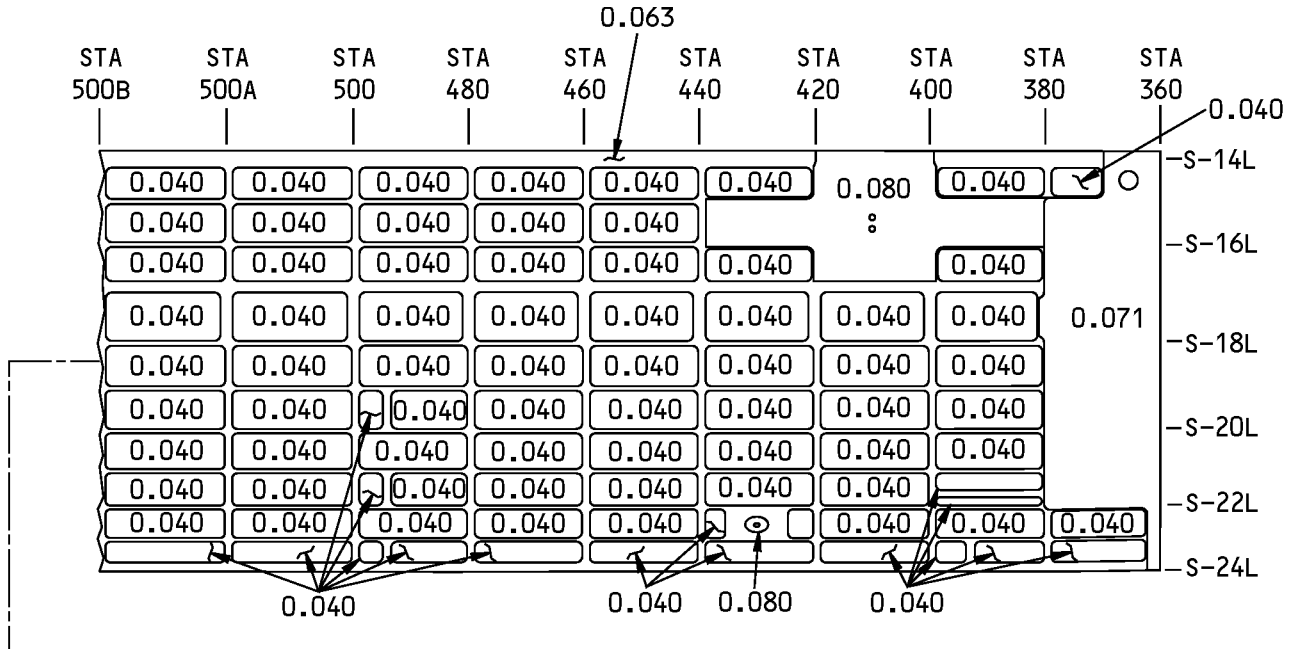 0.063
STA STA STA STA STA STA STA STA STA STA
500B 500A 500 480 460 440 420 400 380 360
0.040
S-14L
0.040 0.040 0.040 0.040 0.040 0.040 0.080 0.040
0.040 0.040 0.040 0.040 0.040
S-16L
0.040 0.040 0.040 0.040 0.040 0.040 0.040
0.040 0.040 0.040 0.040 0.040 0.040 0.040 0.040 0.071
S-18L
0.040 0.040 0.040 0.040 0.040 0.040 0.040 0.040
0.040 0.040 0.040 0.040 0.040 0.040 0.040 0.040
S-20L
0.040 0.040 0.040 0.040 0.040 0.040 0.040 0.040
0.040 0.040 0.040 0.040 0.040 0.040 0.040
S-22L
0.040 0.040 0.040 0.040 0.040 0.040 0.040 0.040
S-24L
0.040 0.040 0.080 0.040